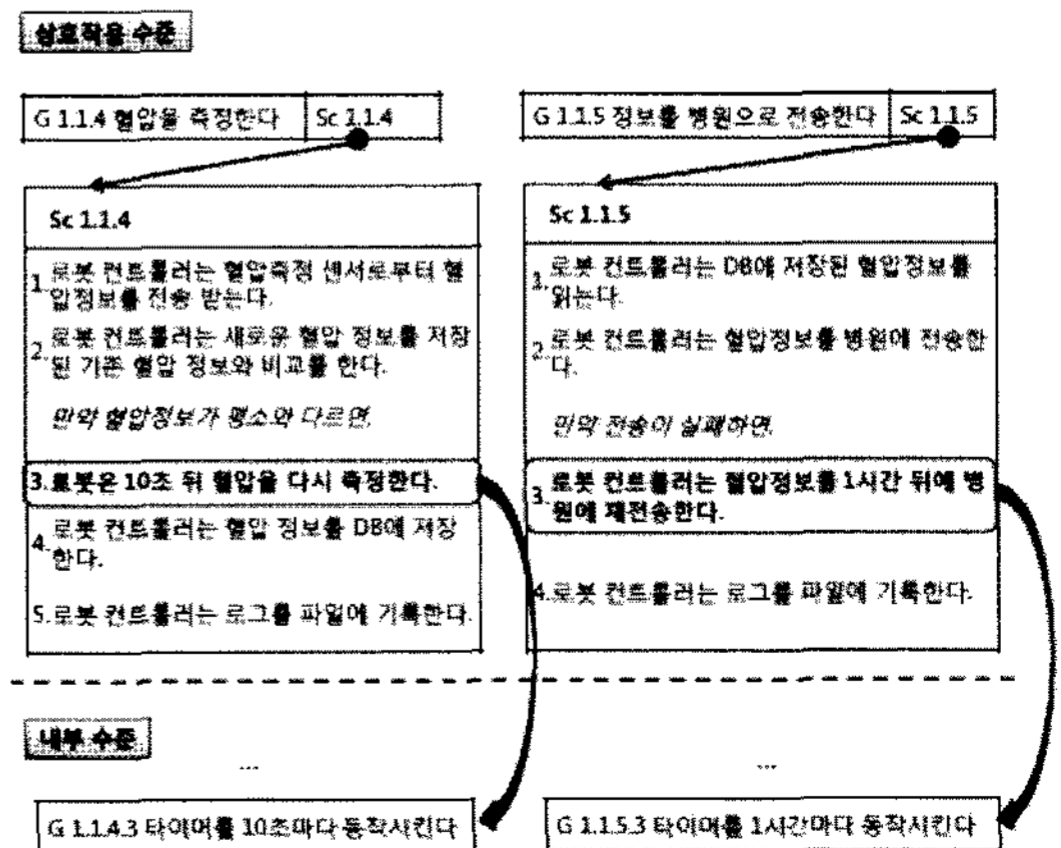 상호작용 수준
G 1.1.4 혈압을 측정한다 Sc 1.1.4
Sc 1.1.4
1. 로봇 컨트롤러는 혈압측정 센서로부터 혈
압정보를 전송 받는다.
2. 로봇 컨트롤러는 새로운 혈압 정보를 저장
된 기존 혈압 정보와 비교를 한다.
만약 혈압정보가 평소와 다르면,
3. 로봇은 10초 뒤 혈압을 다시 측정한다.
4. 로봇 컨트롤러는 혈압 정보를 DB에 저장
한다.
5. 로봇 컨트롤러는 로그를 파일에 기록한다.
G 1.1.5 정보를 병원으로 전송한다 Sc 1.1.5
Sc 1.1.5
1. 로봇 컨트롤러는 DB에 저장된 혈압정보를
읽는다.
2. 로봇 컨트롤러는 혈압정보를 병원에 전송한
다.
만약 전송이 실패하면,
3. 로봇 컨트롤러는 혈압정보를 1시간 뒤에 병
원에 재전송한다.
4. 로봇 컨트롤러는 로그를 파일에 기록한다.
내부 수준
... ...
G 1.1.4.3 타이머를 10초마다 동작시킨다
G 1.1.5.3 타이머를 1시간마다 동작시킨다